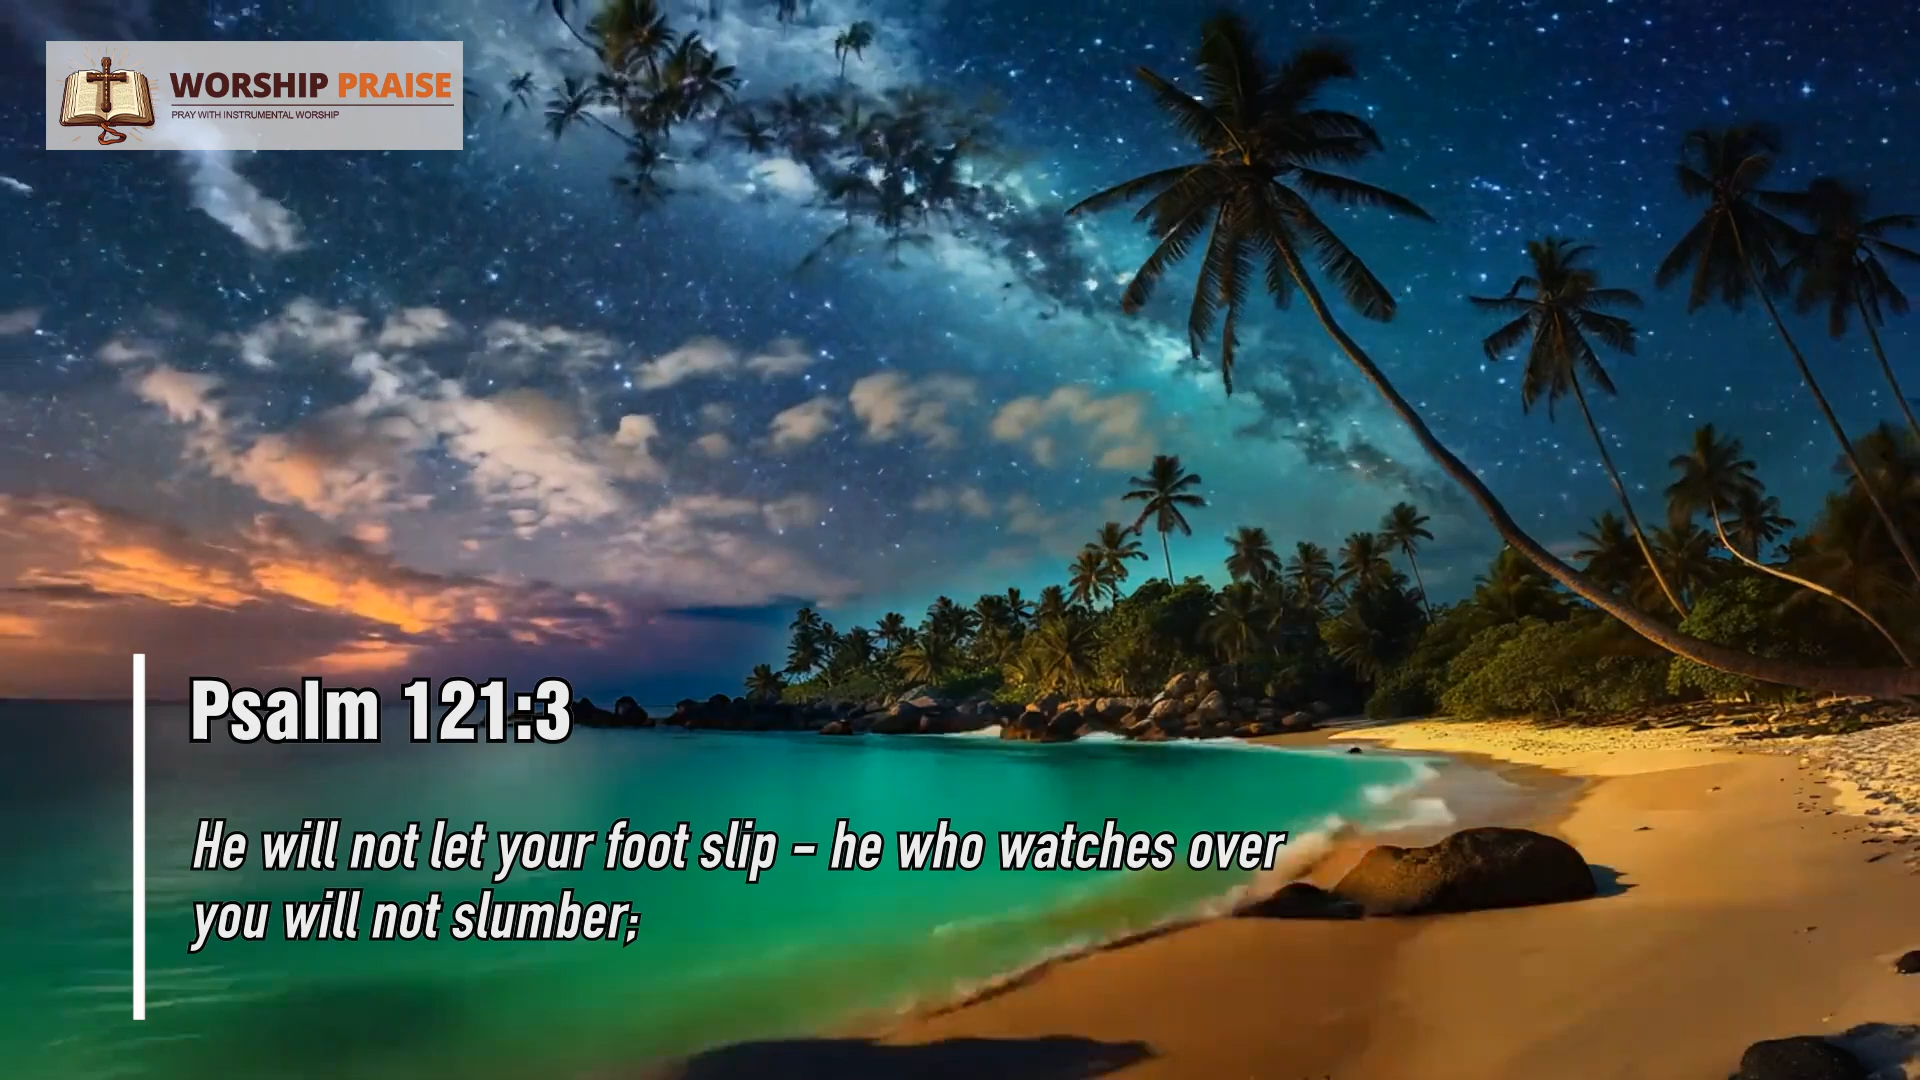 WORSHIP PRAISE
PRAY WITH INSTRUMENTAL WORSHIP
Psalm 121:3
He will not let your foot slip – he who watches over
you will not slumber;